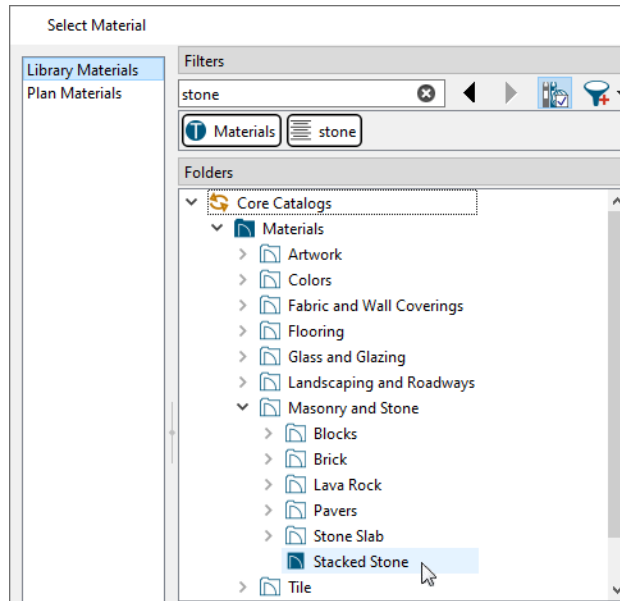 Select Material
Library Materials
Plan Materials
Filters
stone
Materials
stone
Folders
Core Catalogs
Materials
Artwork
Colors
Fabric and Wall Coverings
Flooring
Glass and Glazing
Landscaping and Roadways
Masonry and Stone
Blocks
Brick
Lava Rock
Pavers
Stone Slab
Stacked Stone
Tile